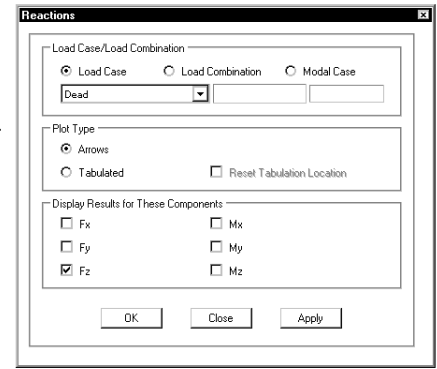 Reactions
Load Case/Load Combination
Load Case Load Combination Modal Case
Dead
Plot Type
Arrows
Tabulated Reset Tabulation Location
Display Results for These Components
Fx Mx
Fy My
Fz Mz
OK Close Apply